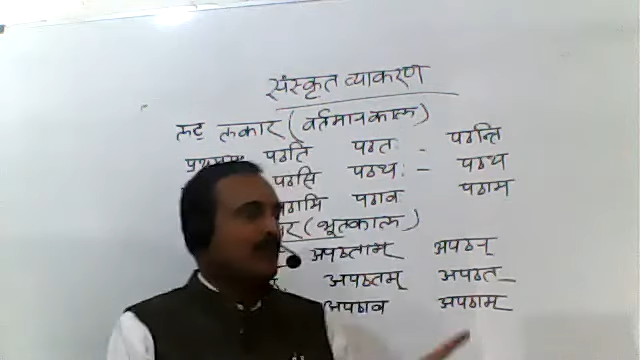 संस्कृत व्याकरण
लट् लकार (वर्तमानकाल)
पठति पठतः - पठन्ति
पठसि पठथः - पठथ
पठामि पठाव पठाम
(भूतकाल)
अपठताम् अपठन्
अपठतम् अपठत
अपठाव अपठाम्